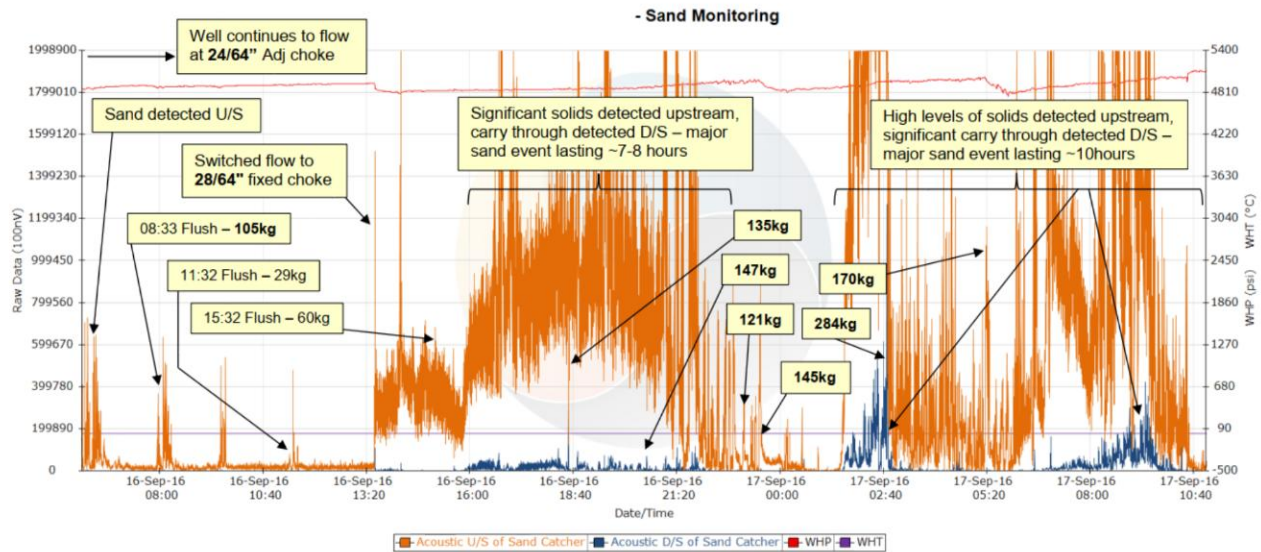 - Sand Monitoring
Well continues to flow
at 24/64” Adj choke
Sand detected U/S
Switched flow to
28/64” fixed choke
08:33 Flush – 105kg
11:32 Flush – 29kg
15:32 Flush – 60kg
Significant solids detected upstream,
carry through detected D/S – major
sand event lasting ~7-8 hours
High levels of solids detected upstream,
significant carry through detected D/S –
major sand event lasting ~10hours
135kg
147kg
121kg
145kg
170kg
284kg
Raw Data (100nV)
1998900
1799010
1599120
1399230
1199340
999450
799560
599670
399780
199890
0
5400
4810
4220
3630
3040
2450
1860
1270
680
90
-500
WHT (°C)
WHP (psi)
16-Sep-16 16-Sep-16 16-Sep-16 16-Sep-16 16-Sep-16 16-Sep-16 17-Sep-16 17-Sep-16 17-Sep-16 17-Sep-16 17-Sep-16
08:00 10:40 13:20 16:00 18:40 21:20 00:00 02:40 05:20 08:00 10:40
Date/Time
Acoustic U/S of Sand Catcher Acoustic D/S of Sand Catcher WHP WHT